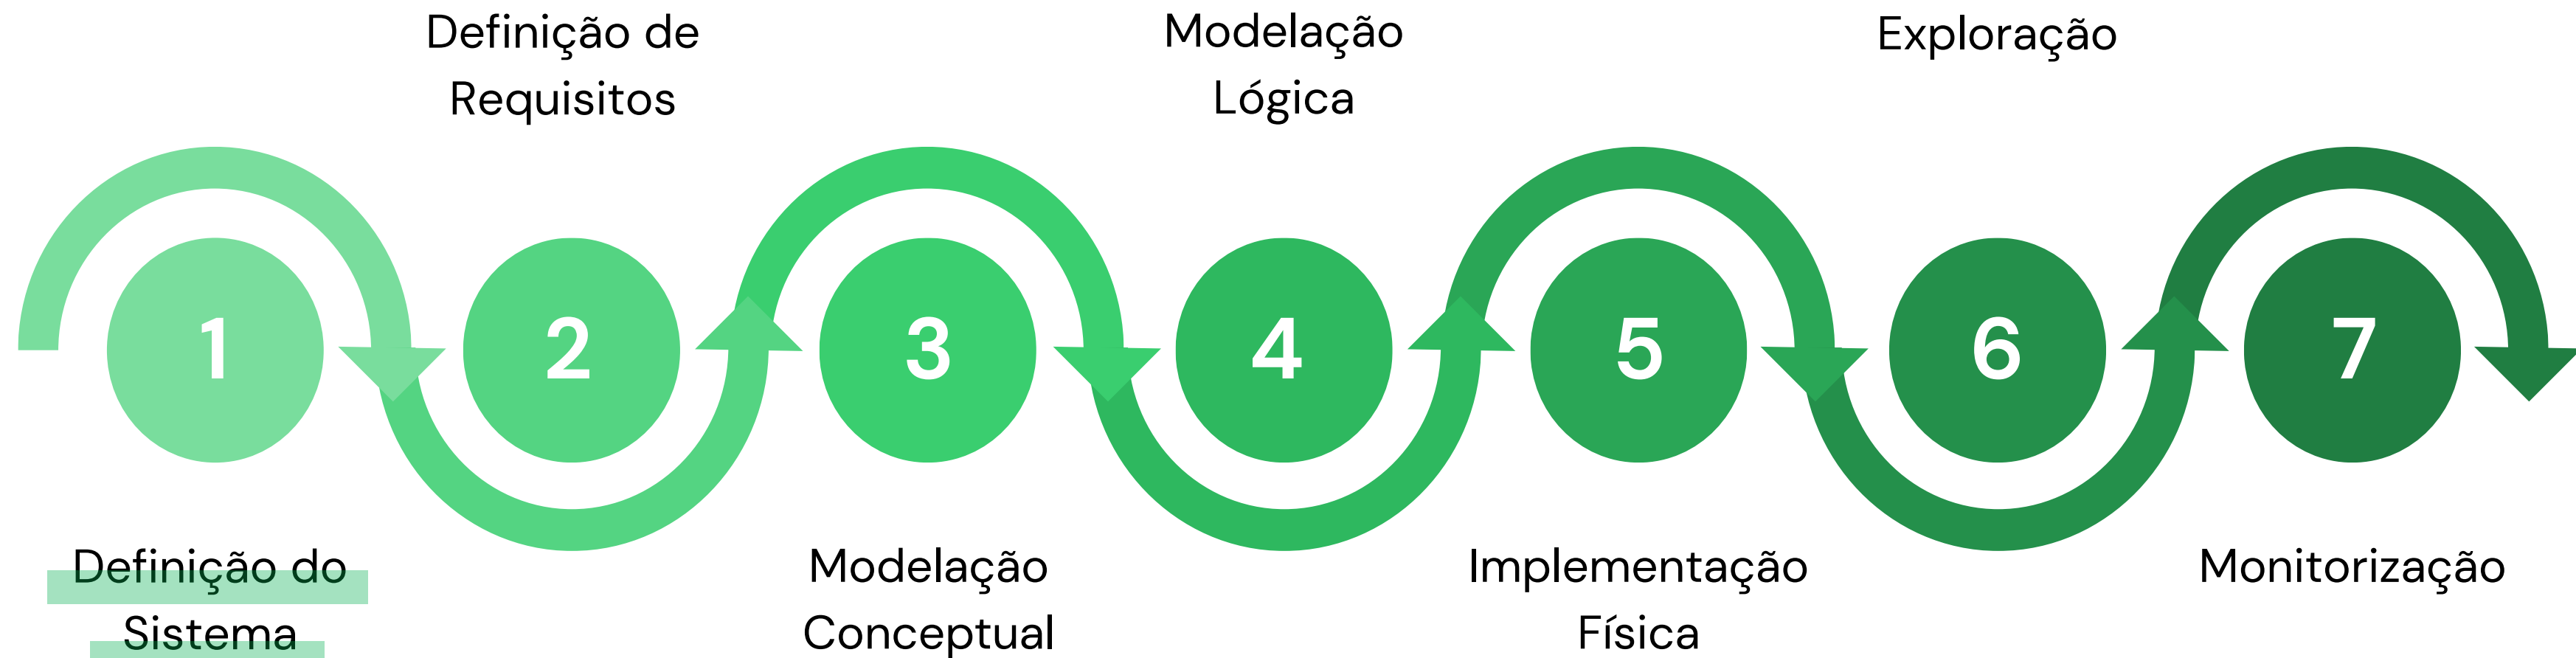 Definição de
Requisitos
Modelação
Lógica
Exploração
1
2
3
4
5
6
7
Definição do
Sistema
Modelação
Conceptual
Implementação
Física
Monitorização